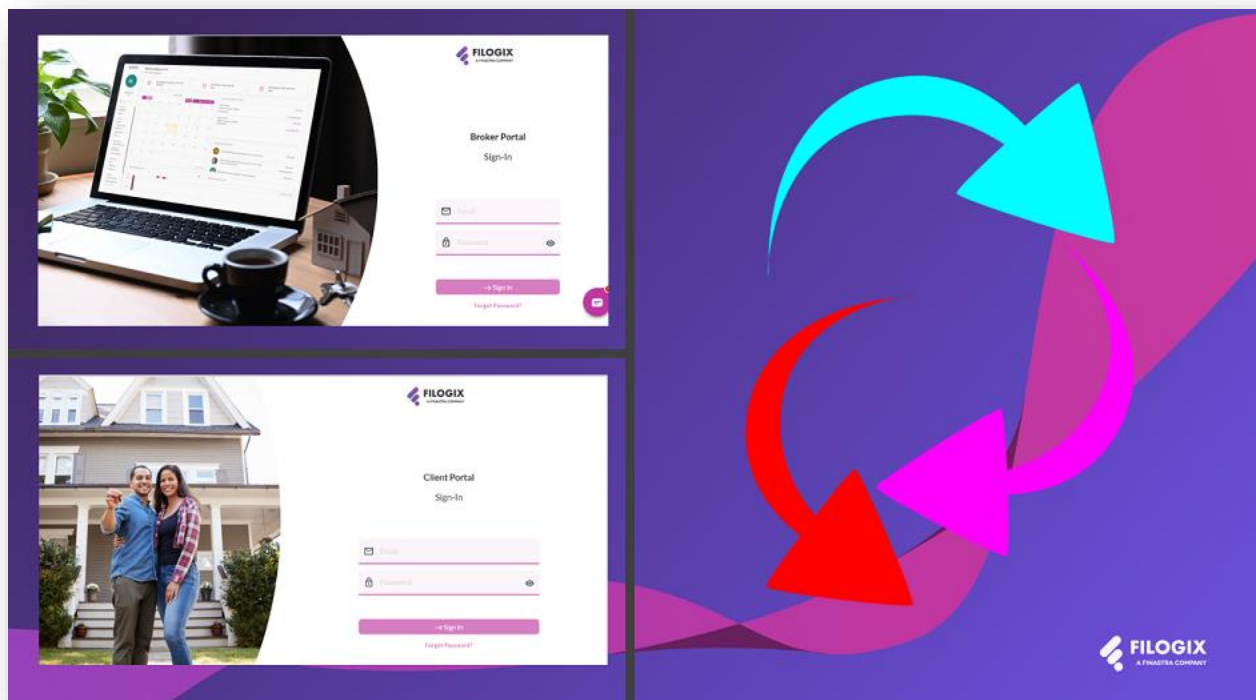 FILOGIX
A FINASTRA COMPANY
Broker Portal
Sign-In
Email
Password
Sign In
Forgot Password?
FILOGIX
A FINASTRA COMPANY
Client Portal
Sign-In
Email
Password
Sign In
Forgot Password?
FILOGIX
A FINASTRA COMPANY